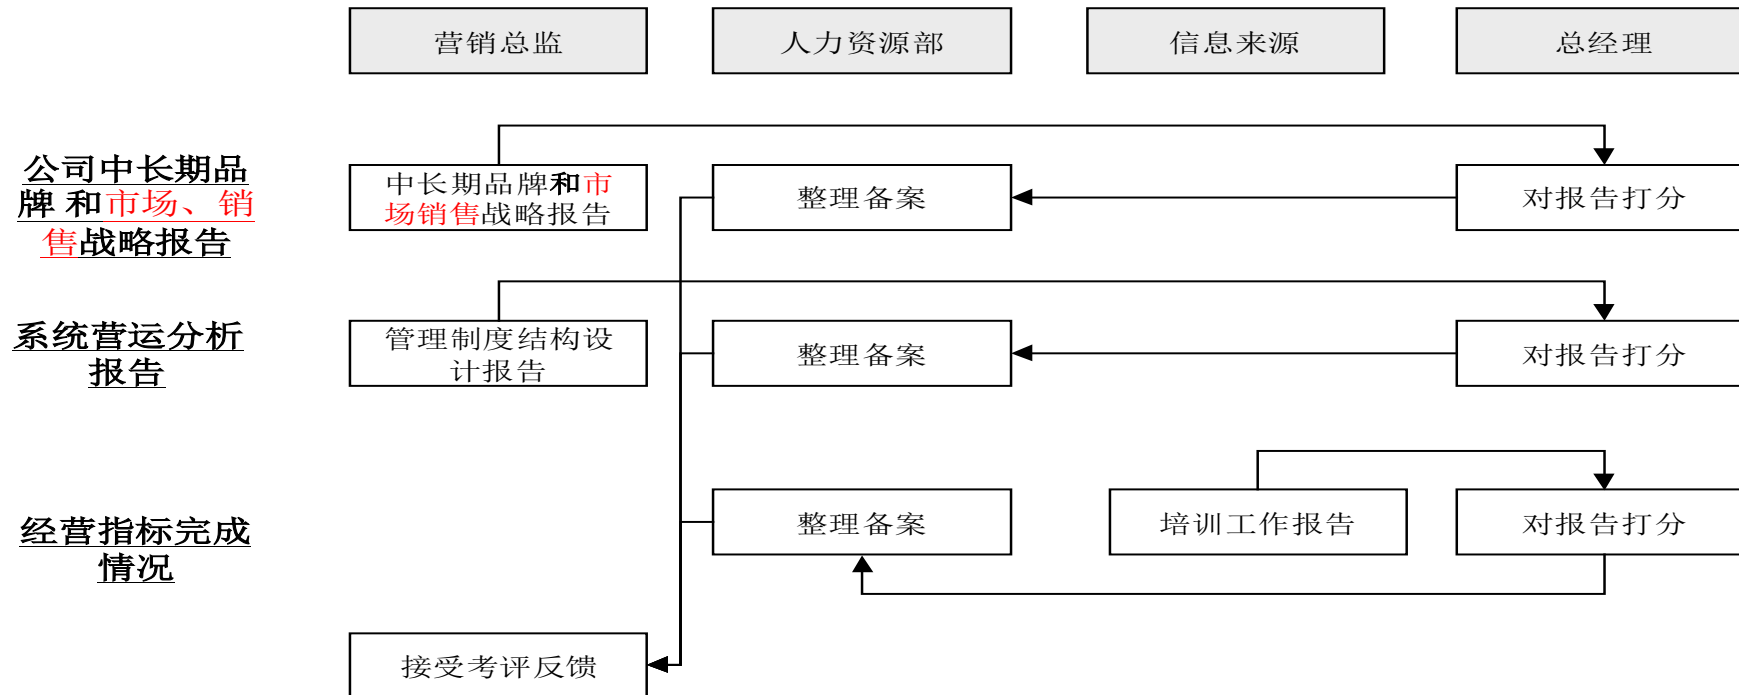 营销总监
人力资源部
信息来源
总经理
公司中长期品
牌 和市场、销
售战略报告
中长期品牌和市
场销售战略报告
整理备案
对报告打分
系统营运分析
报告
管理制度结构设
计报告
整理备案
对报告打分
经营指标完成
情况
整理备案
培训工作报告
对报告打分
接受考评反馈